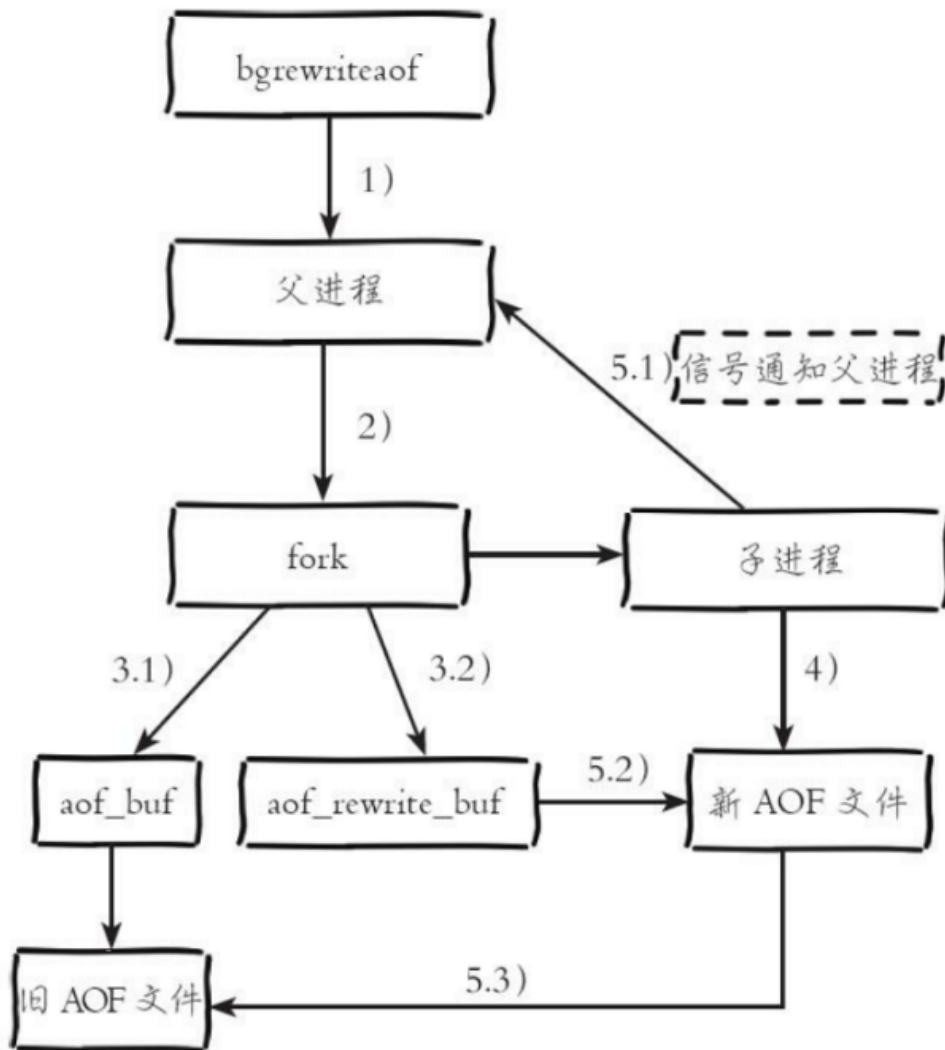 bgrewriteaof
1)
父进程
5.1)信号通知父进程
2)
fork
子进程
3.1)
3.2)
4)
aof_buf
aof_rewrite_buf
5.2)
新 AOF 文件
旧 AOF 文件
5.3)